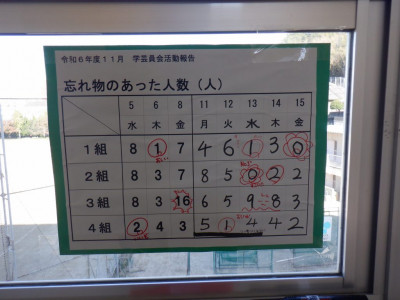 令和6年度11月 学芸員会活動報告
忘れ物のあった人数（人）
5 6 8 11 12 13 14 15
水 木 金 月 火 水 木 金
1組 8 1 7 4 6 1 3 0
2組 8 3 7 8 5 0 2 2
3組 8 3 16 6 5 9 8 3
4組 2 4 3 5 1 4 4 2